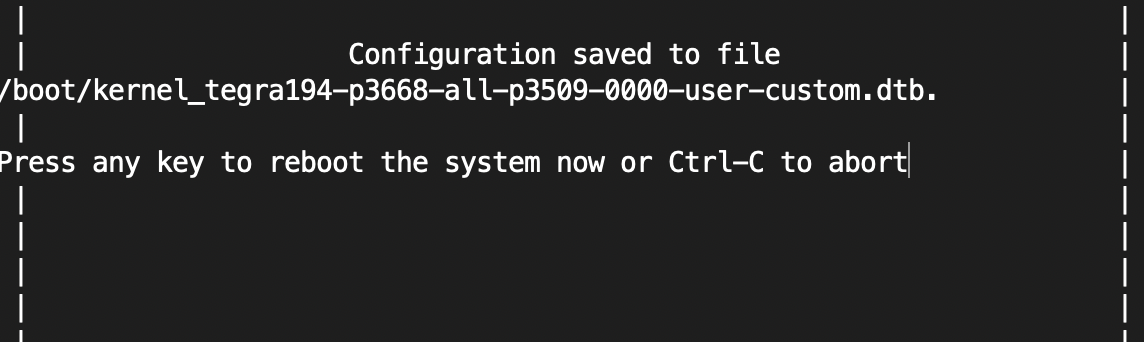 Configuration saved to file
/boot/kernel_tegra194-p3668-all-p3509-0000-user-custom.dtb.
Press any key to reboot the system now or Ctrl-C to abort